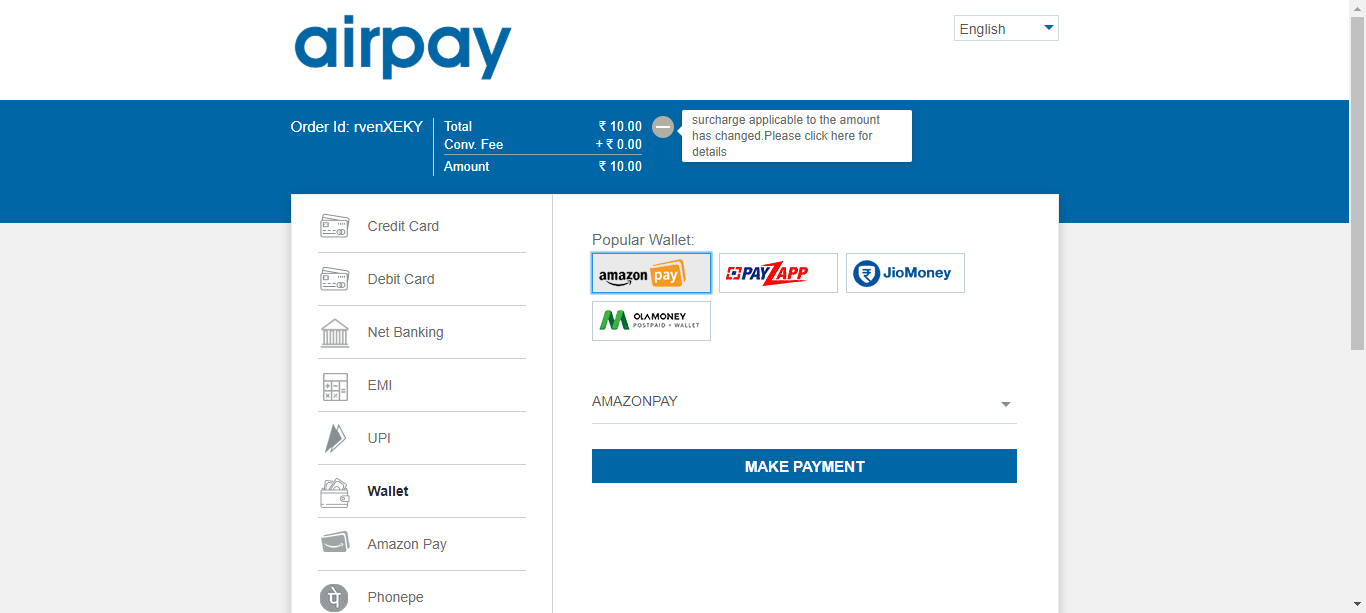 airpay
English
Order Id: rvenXEKY
Total ₹ 10.00
Conv. Fee + ₹ 0.00
Amount ₹ 10.00
surcharge applicable to the amount
has changed.Please click here for
details
Credit Card
Debit Card
Net Banking
EMI
UPI
Wallet
Amazon Pay
पे Phonepe
Popular Wallet:
amazon pay
PAYZAPP
₹ JioMoney
OLAMONEY
POSTPAID + WALLET
AMAZONPAY
MAKE PAYMENT